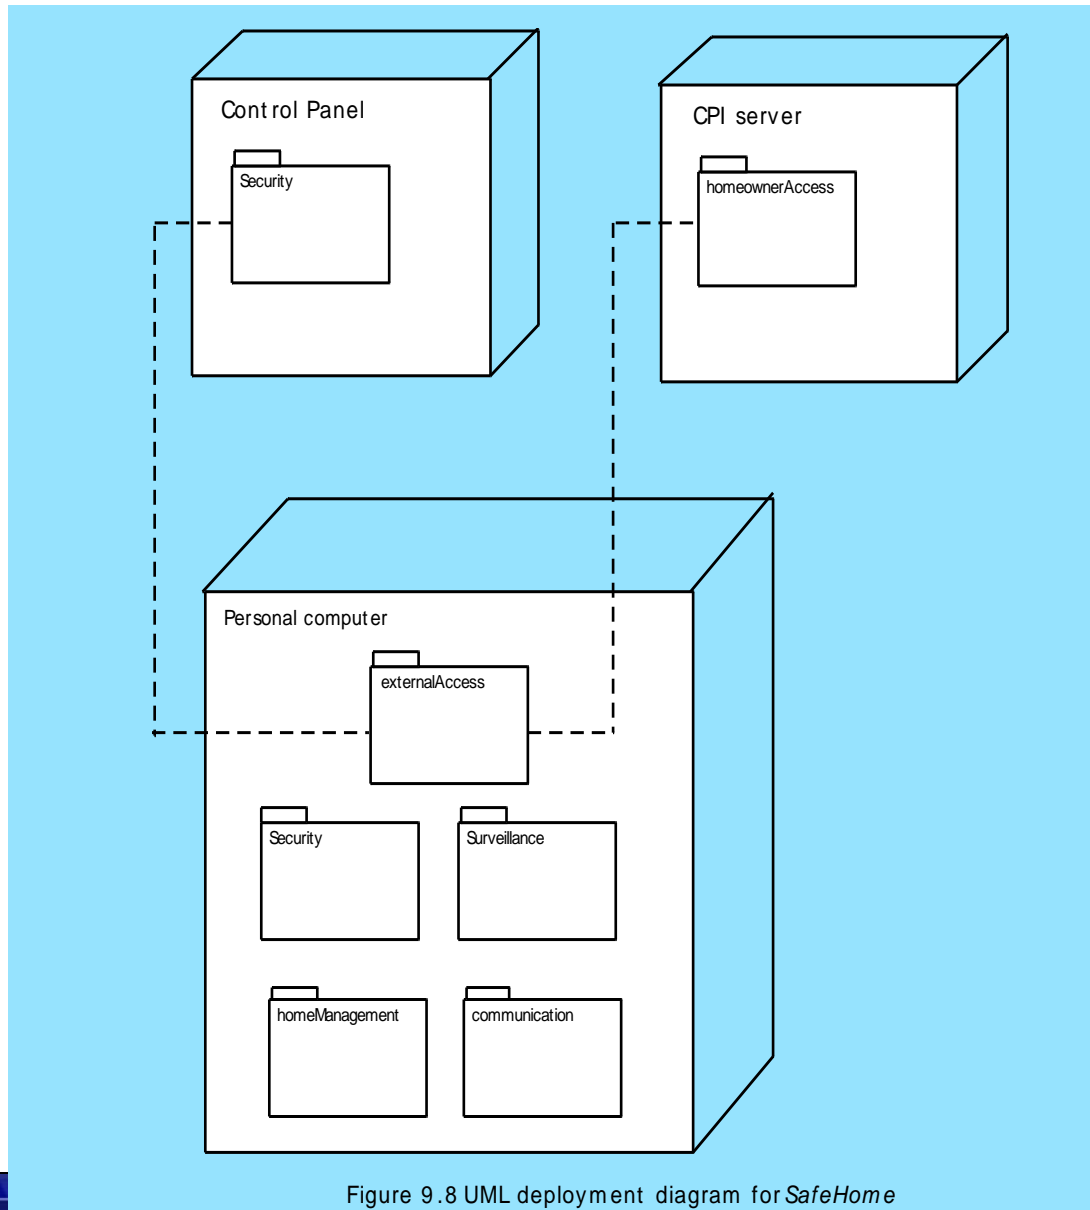 Control Panel
CPI server
Security
homeownerAccess
Personal computer
externalAccess
Security
Surveillance
homeManagement
communication
Figure 9.8 UML deployment diagram for SafeHome